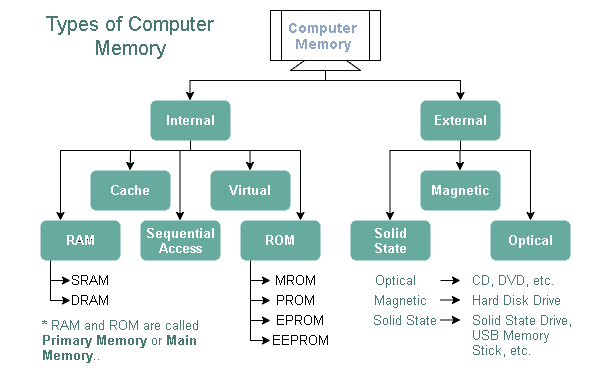 Types of Computer
Memory
Computer
Memory
Internal
External
Cache
Virtual
Magnetic
RAM
Sequential
Access
ROM
Solid
State
Optical
SRAM
DRAM
MROM
PROM
EPROM
EEPROM
Optical CD, DVD, etc.
Magnetic Hard Disk Drive
Solid State Solid State Drive,
USB Memory
Stick, etc.
* RAM and ROM are called
Primary Memory or Main
Memory..